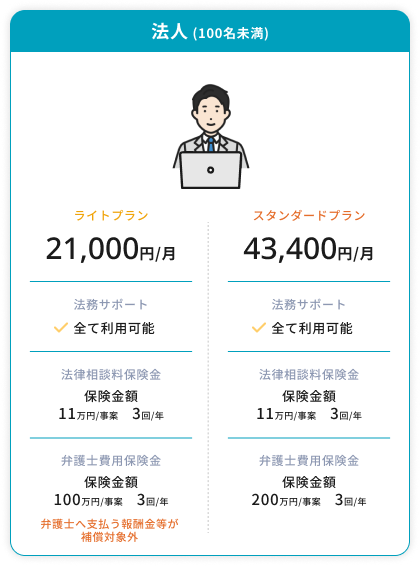 法人 (100名未満)
ライトプラン
21,000円/月
法務サポート
全て利用可能
法律相談料保険金
保険金額
11万円/事案 3回/年
弁護士費用保険金
保険金額
100万円/事案 3回/年
弁護士へ支払う報酬金等が
補償対象外
スタンダードプラン
43,400円/月
法務サポート
全て利用可能
法律相談料保険金
保険金額
11万円/事案 3回/年
弁護士費用保険金
保険金額
200万円/事案 3回/年